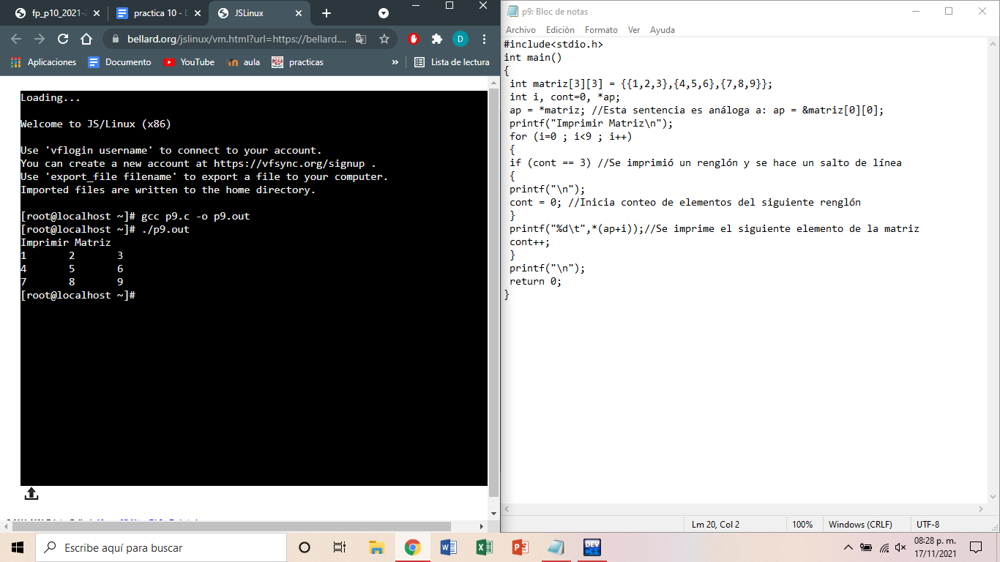 fp_p10_2021-2
practica 10 - D
JSLinux
bellard.org/jslinux/vm.html?url=https://bellard....
D
Aplicaciones
Documento
YouTube
aula
practicas
»
Lista de lectura
Loading...
Welcome to JS/Linux (x86)
Use 'vflogin username' to connect to your account.
You can create a new account at https://vfsync.org/signup .
Use 'export_file filename' to export a file to your computer.
Imported files are written to the home directory.
[root@localhost ~]# gcc p9.c -o p9.out
[root@localhost ~]# ./p9.out
Imprimir Matriz
1 2 3
4 5 6
7 8 9
[root@localhost ~]#
p9: Bloc de notas
Archivo Edición Formato Ver Ayuda
#include<stdio.h>
int main()
{
int matriz[3][3] = {{1,2,3},{4,5,6},{7,8,9}};
int i, cont=0, *ap;
ap = *matriz; //Esta sentencia es análoga a: ap = &matriz[0][0];
printf("Imprimir Matriz\n");
for (i=0 ; i<9 ; i++)
{
if (cont == 3) //Se imprimió un renglón y se hace un salto de línea
{
printf("\n");
cont = 0; //Inicia conteo de elementos del siguiente renglón
}
printf("%d\t",*(ap+i));//Se imprime el siguiente elemento de la matriz
cont++;
}
printf("\n");
return 0;
}
Lm 20, Col 2
100%
Windows (CRLF)
UTF-8
Escribe aquí para buscar
DEV
08:28 p. m.
17/11/2021